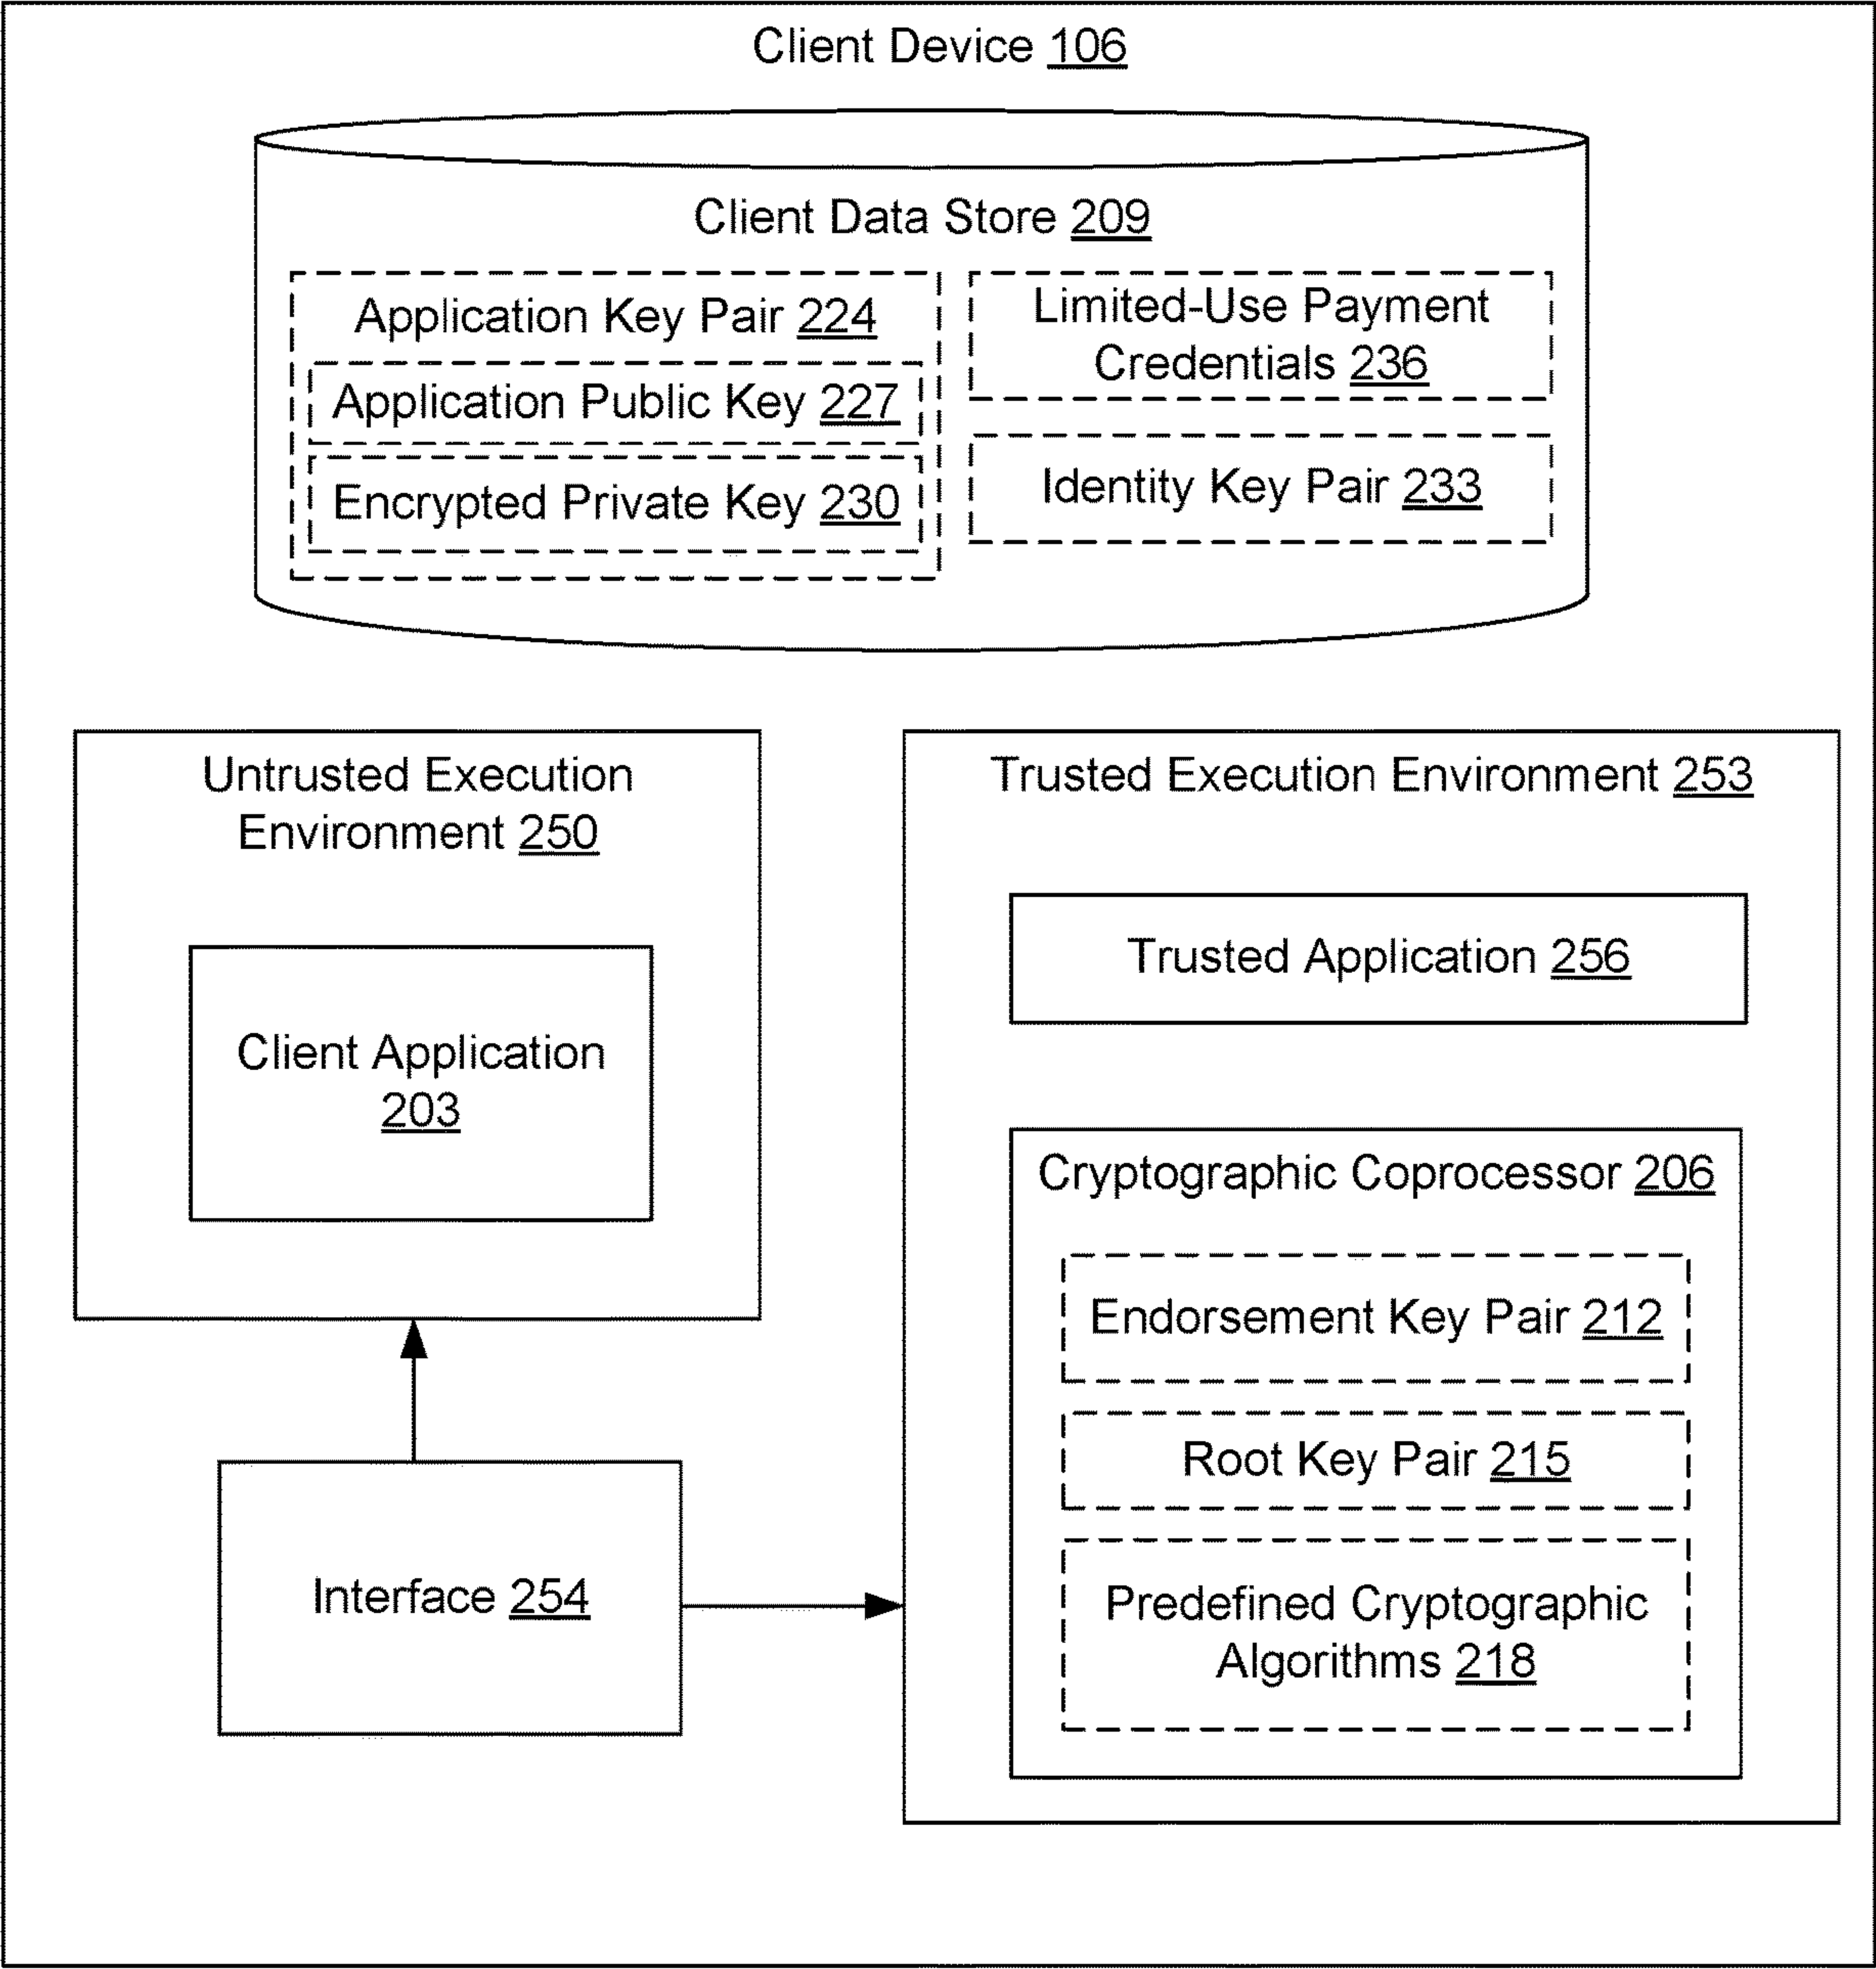 Client Device 106
Client Data Store 209
Application Key Pair 224
Application Public Key 227
Encrypted Private Key 230
Limited-Use Payment
Credentials 236
Identity Key Pair 233
Untrusted Execution
Environment 250
Client Application
203
Interface 254
Trusted Execution Environment 253
Trusted Application 256
Cryptographic Coprocessor 206
Endorsement Key Pair 212
Root Key Pair 215
Predefined Cryptographic
Algorithms 218